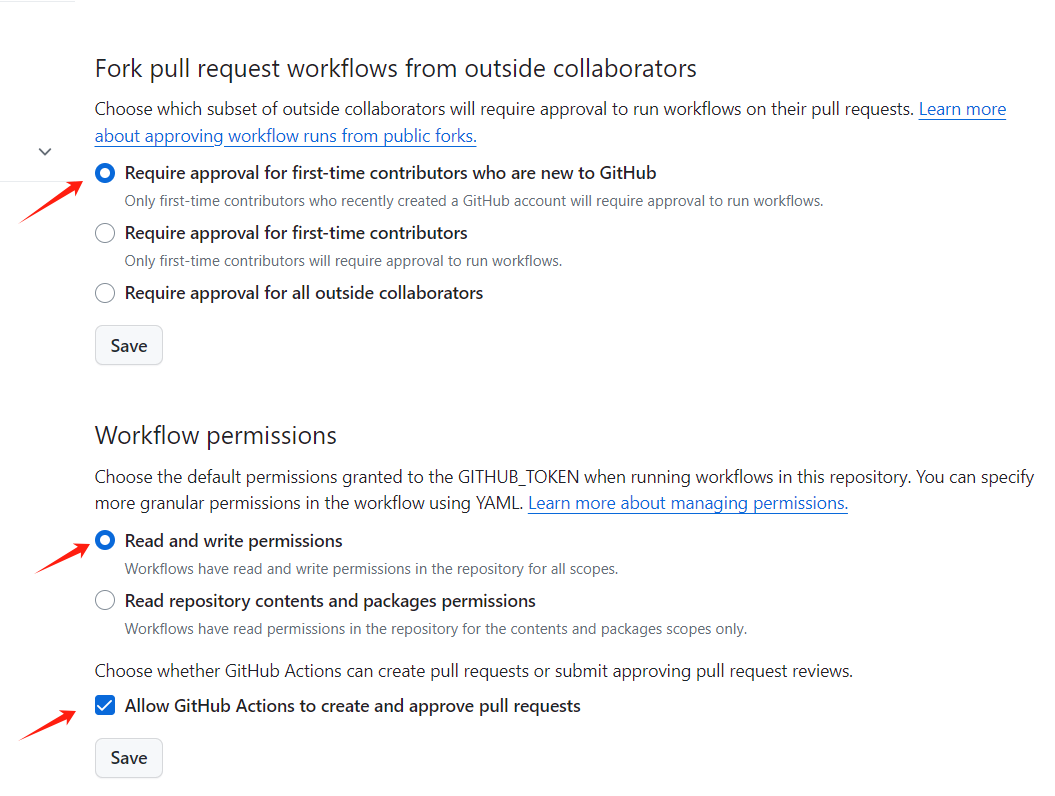 Fork pull request workflows from outside collaborators
Choose which subset of outside collaborators will require approval to run workflows on their pull requests. Learn more
about approving workflow runs from public forks.
Require approval for first-time contributors who are new to GitHub
Only first-time contributors who recently created a GitHub account will require approval to run workflows.
Require approval for first-time contributors
Only first-time contributors will require approval to run workflows.
Require approval for all outside collaborators
Save
Workflow permissions
Choose the default permissions granted to the GITHUB_TOKEN when running workflows in this repository. You can specify
more granular permissions in the workflow using YAML. Learn more about managing permissions.
Read and write permissions
Workflows have read and write permissions in the repository for all scopes.
Read repository contents and packages permissions
Workflows have read permissions in the repository for the contents and packages scopes only.
Choose whether GitHub Actions can create pull requests or submit approving pull request reviews.
Allow GitHub Actions to create and approve pull requests
Save